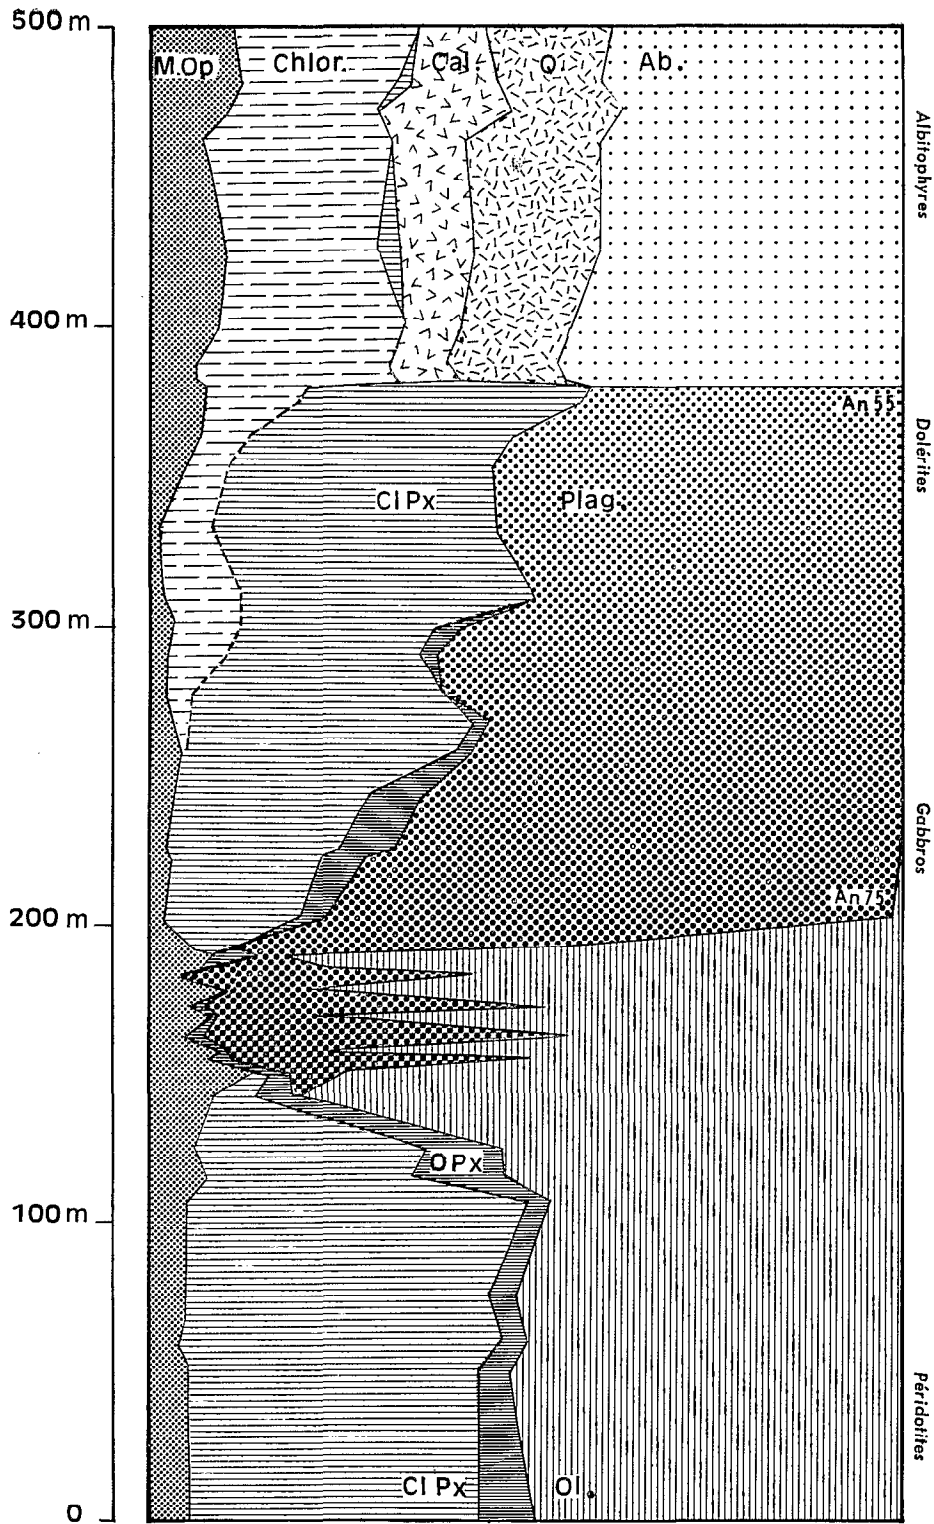 500 m
M.Op Chlor. Cal. Q. Ab.
Albitophyres
400 m
An 55
Dolérites
Cl Px Plag.
300 m
Gabbros
An 75
200 m
O Px
100 m
Péridotites
Cl Px Ol.
0